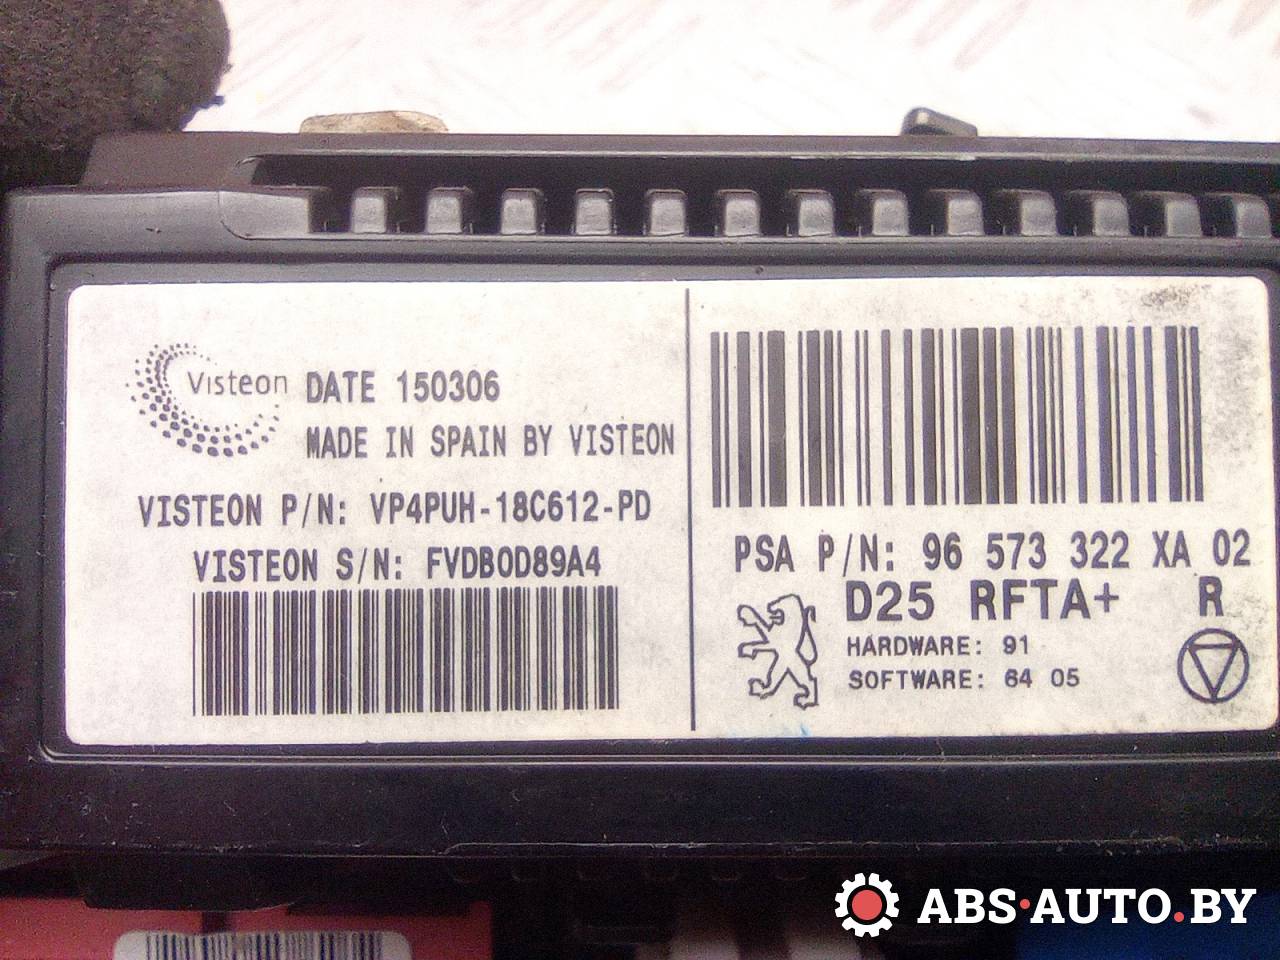 Visteon DATE 150306
MADE IN SPAIN BY VISTEON
VISTEON P/N: VP4PUH-18C612-PD
VISTEON S/N: FVDB0D89A4
PSA P/N: 96 573 322 XA 02
D25 RFTA+ R
HARDWARE: 91
SOFTWARE: 64 05
ABS·AUTO.BY